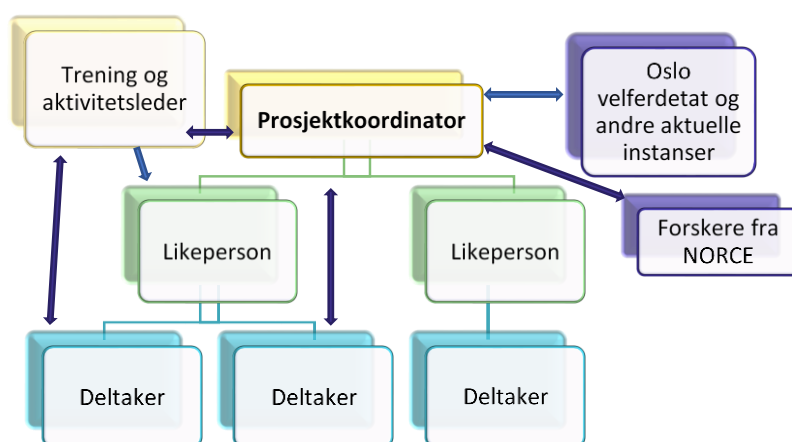 Trening og
aktivitetsleder
Prosjektkoordinator
Oslo
velferdetat og
andre aktuelle
instanser
Forskere fra
NORCE
Likeperson
Likeperson
Deltaker
Deltaker
Deltaker